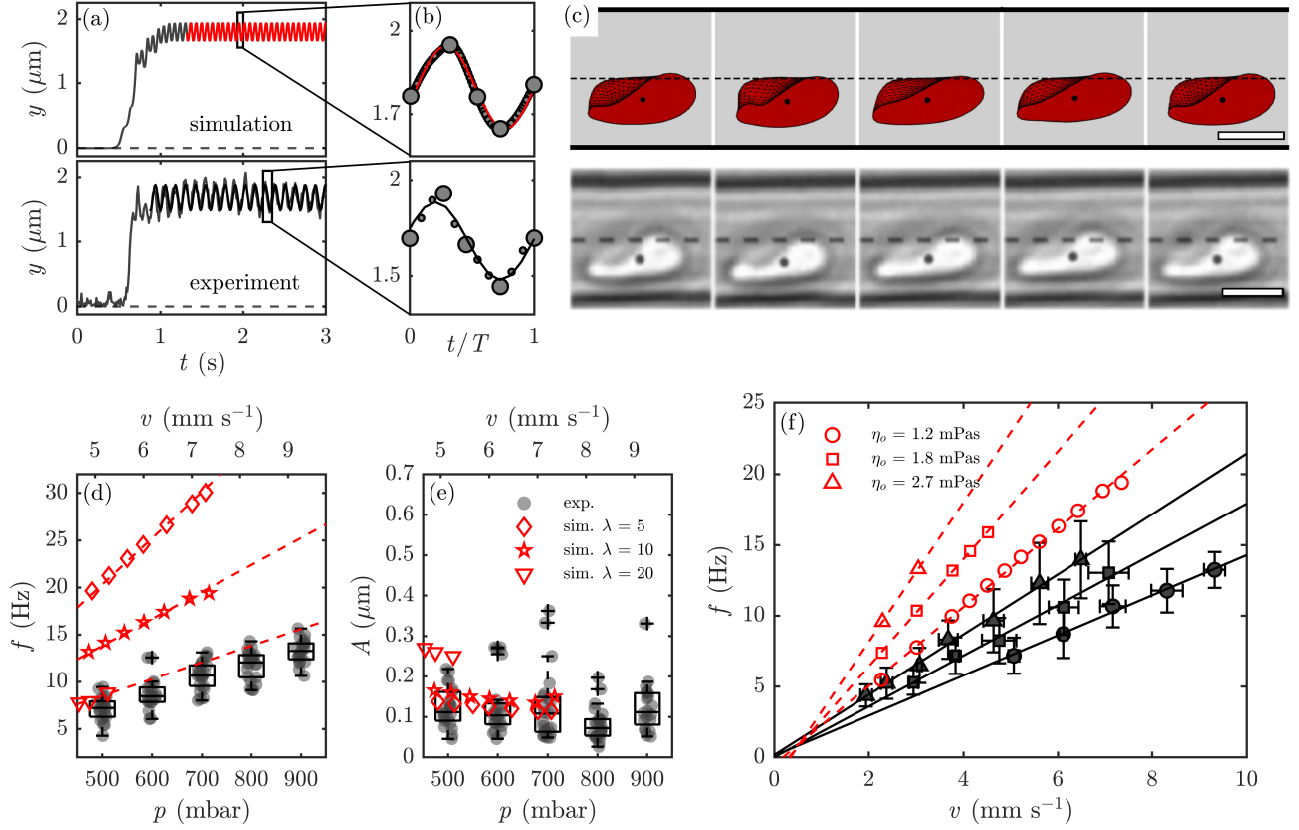 (a)
2
1
0
y (μm)
simulation
(b)
2
1.7
(c)
2
1
0
y (μm)
experiment
0 1 2 3
t (s)
2
1.5
0 1
t/T
v (mm s⁻¹)
5 6 7 8 9
(d)
30
25
20
15
10
5
f (Hz)
500 600 700 800 900
p (mbar)
v (mm s⁻¹)
5 6 7 8 9
(e)
0.7
0.6
0.5
0.4
0.3
0.2
0.1
0
A (μm)
exp.
sim. λ = 5
sim. λ = 10
sim. λ = 20
500 600 700 800 900
p (mbar)
(f)
25
20
15
10
5
0
f (Hz)
ηₒ = 1.2 mPas
ηₒ = 1.8 mPas
ηₒ = 2.7 mPas
0 2 4 6 8 10
v (mm s⁻¹)